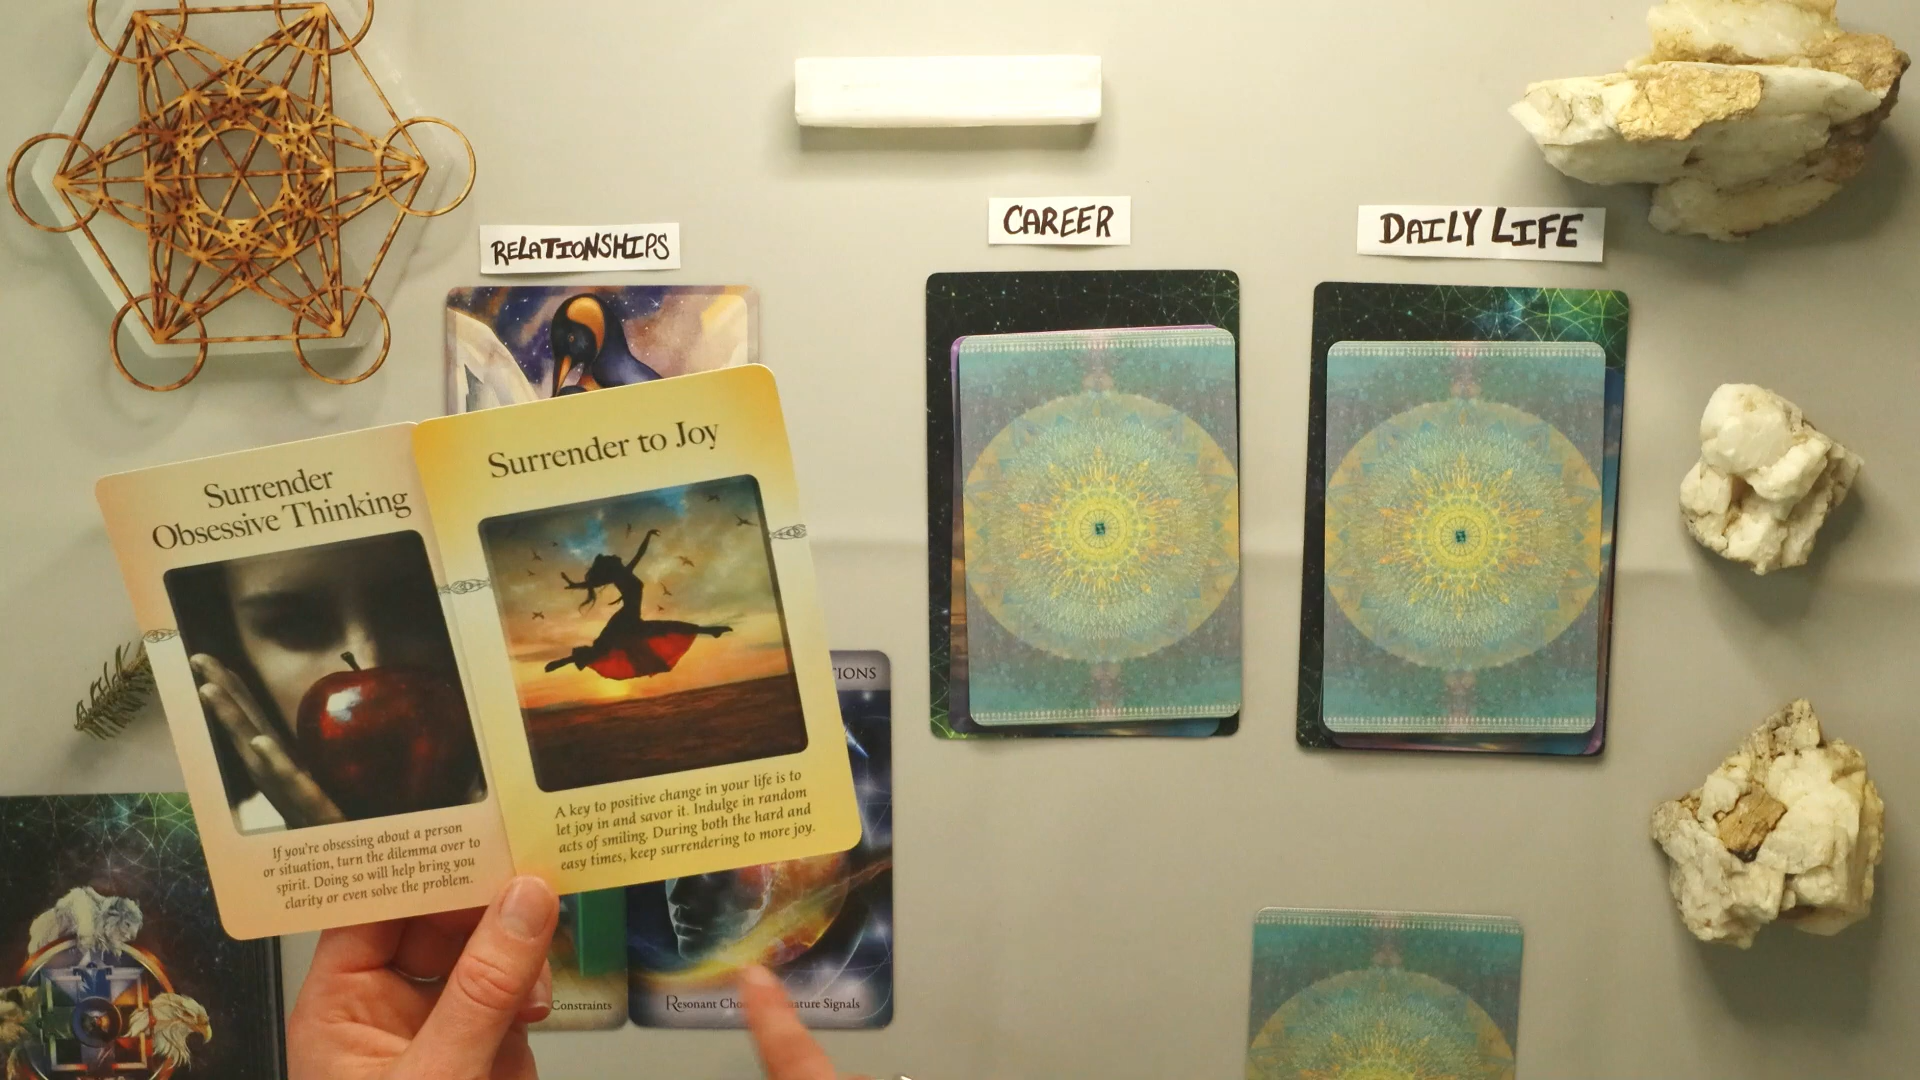 RELATIONSHIPS
CAREER
DAILY LIFE
Surrender
Obsessive Thinking
If you're obsessing about a person
or situation, turn the dilemma over to
spirit. Doing so will help bring you
clarity or even solve the problem.
Surrender to Joy
A key to positive change in your life is to
let joy in and savor it. Indulge in random
acts of smiling. During both the hard and
easy times, keep surrendering to more joy.
Constraints
Resonant Signals